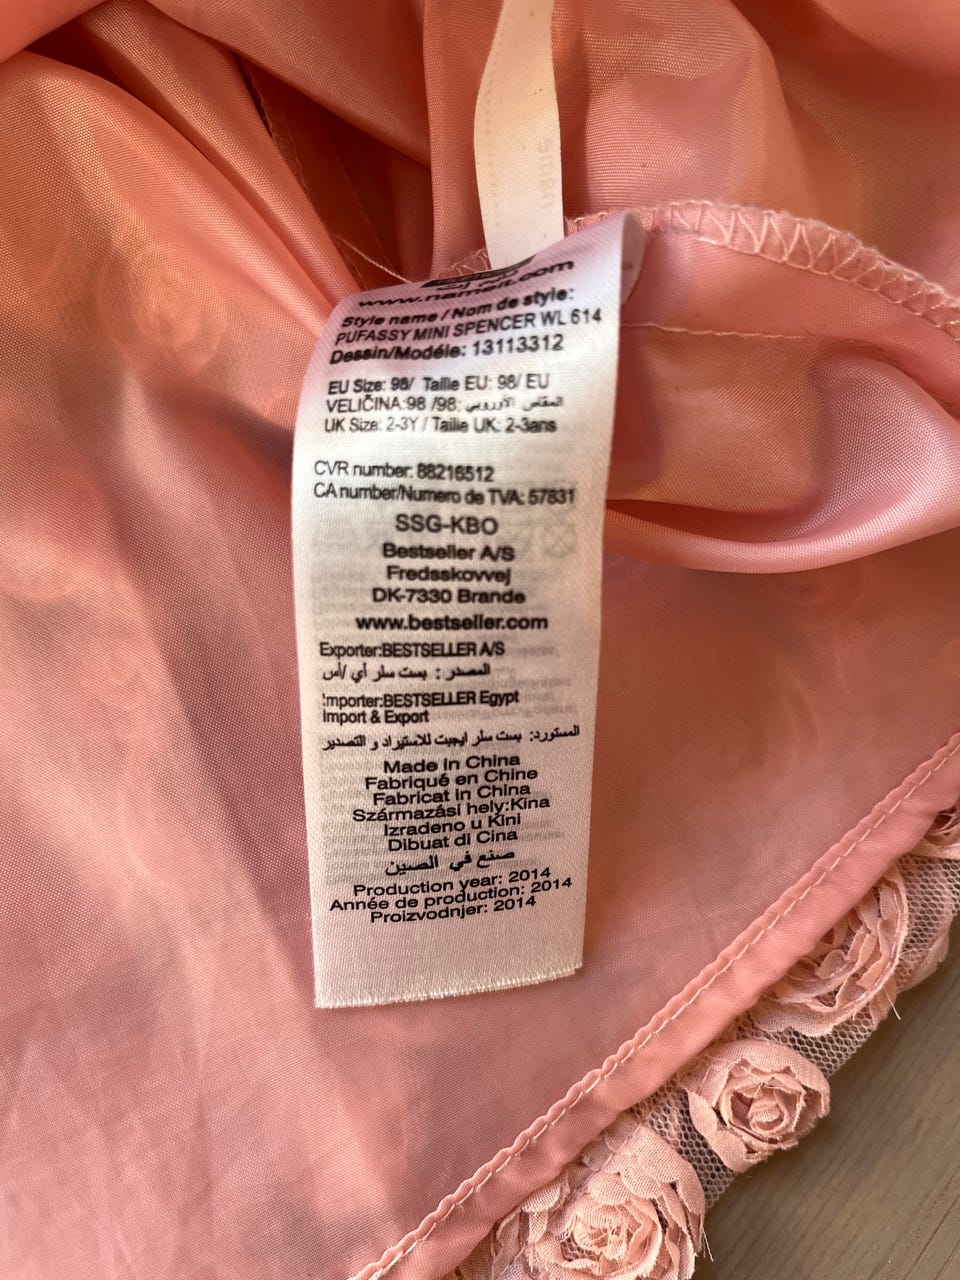 www.nameit.com
Style name / Nom de style:
PUFASSY MINI SPENCER WL 614
Dessin/Modéle: 13113312
EU Size: 98/ Taille EU: 98/ EU
VELIČINA:98 /98: المقاس الأوروبي
UK Size: 2-3Y / Taille UK: 2-3ans
CVR number: 88216512
CA number/Numero de TVA: 57831
SSG-KBO
Bestseller A/S
Fredsskovvej
DK-7330 Brande
www.bestseller.com
Exporter:BESTSELLER A/S
المصدر : بست سلر أي /أس
Importer:BESTSELLER Egypt
Import & Export
المستورد: بست سلر ايجبت للاستيراد و التصدير
Made in China
Fabriqué en Chine
Fabricat in China
Származási hely:Kina
Izradeno u Kini
Dibuat di Cina
صنع في الصين
Production year: 2014
Année de production: 2014
Proizvodnjer: 2014